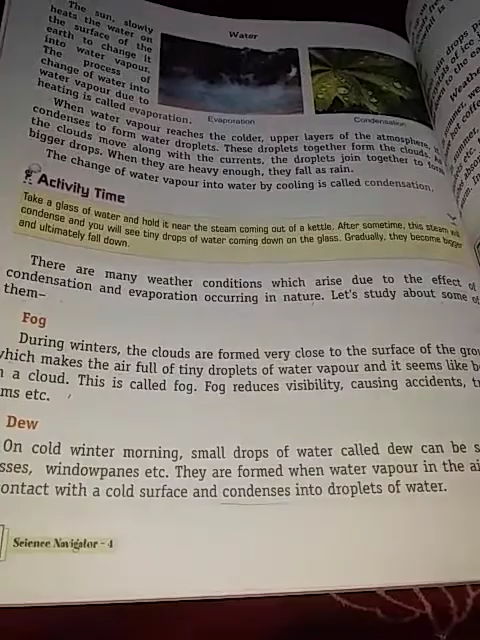 The sun, slowly
heats the water on
the surface of the
earth to change it
into water vapour.
The process of
change of water into
water vapour due to
heating is called evaporation.
Water
Evaporation
Condensation
When water vapour reaches the colder, upper layers of the atmosphere, it
condenses to form water droplets. These droplets together form the clouds. As
the clouds move along with the currents, the droplets join together to form
bigger drops. When they are heavy enough, they fall as rain.
The change of water vapour into water by cooling is called condensation.
Activity Time
Take a glass of water and hold it near the steam coming out of a kettle. After sometime, this steam will
condense and you will see tiny drops of water coming down on the glass. Gradually, they become bigger
and ultimately fall down.
There are many weather conditions which arise due to the effect of
condensation and evaporation occurring in nature. Let's study about some of
them–
Fog
During winters, the clouds are formed very close to the surface of the
which makes the air full of tiny droplets of water vapour and it seems like
a cloud. This is called fog. Fog reduces visibility, causing accidents,
etc.
Dew
On cold winter morning, small drops of water called dew can be
windowpanes etc. They are formed when water vapour in the
contact with a cold surface and condenses into droplets of water.
Science Navigator - 4